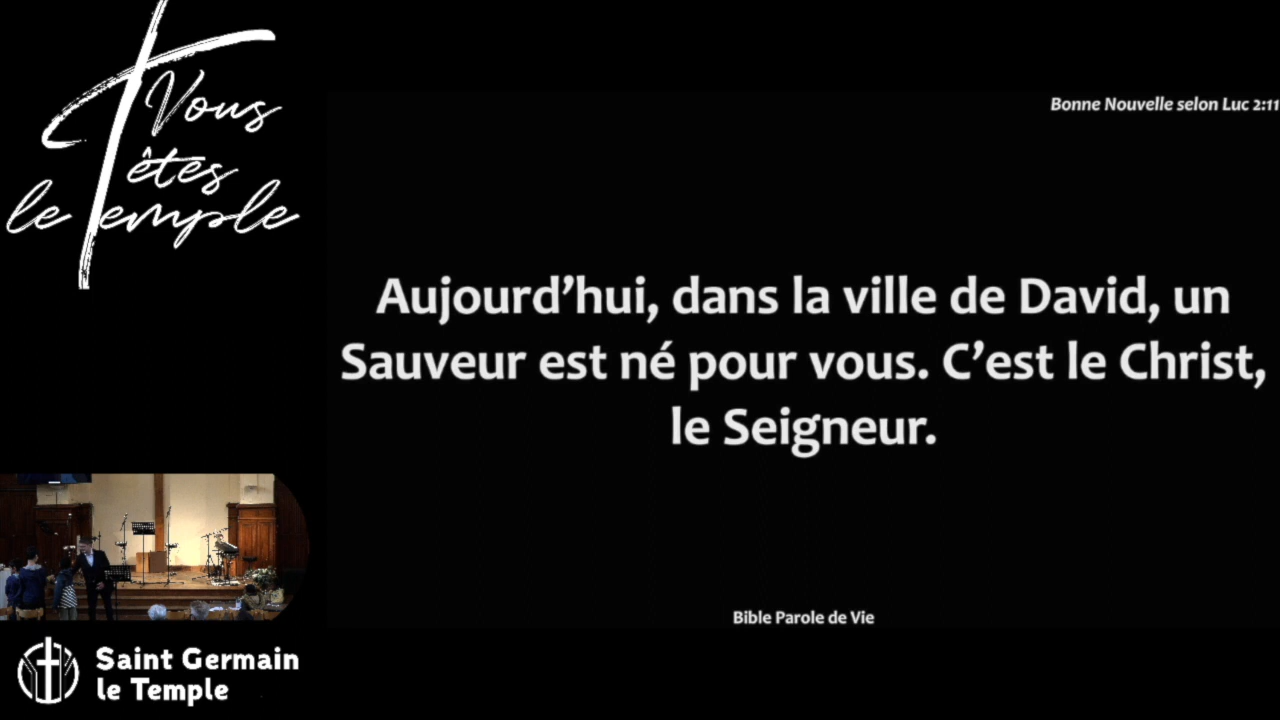 Vous
êtes
le Temple
Bonne Nouvelle selon Luc 2:11
Aujourd’hui, dans la ville de David, un
Sauveur est né pour vous. C’est le Christ,
le Seigneur.
Bible Parole de Vie
Saint Germain
le Temple